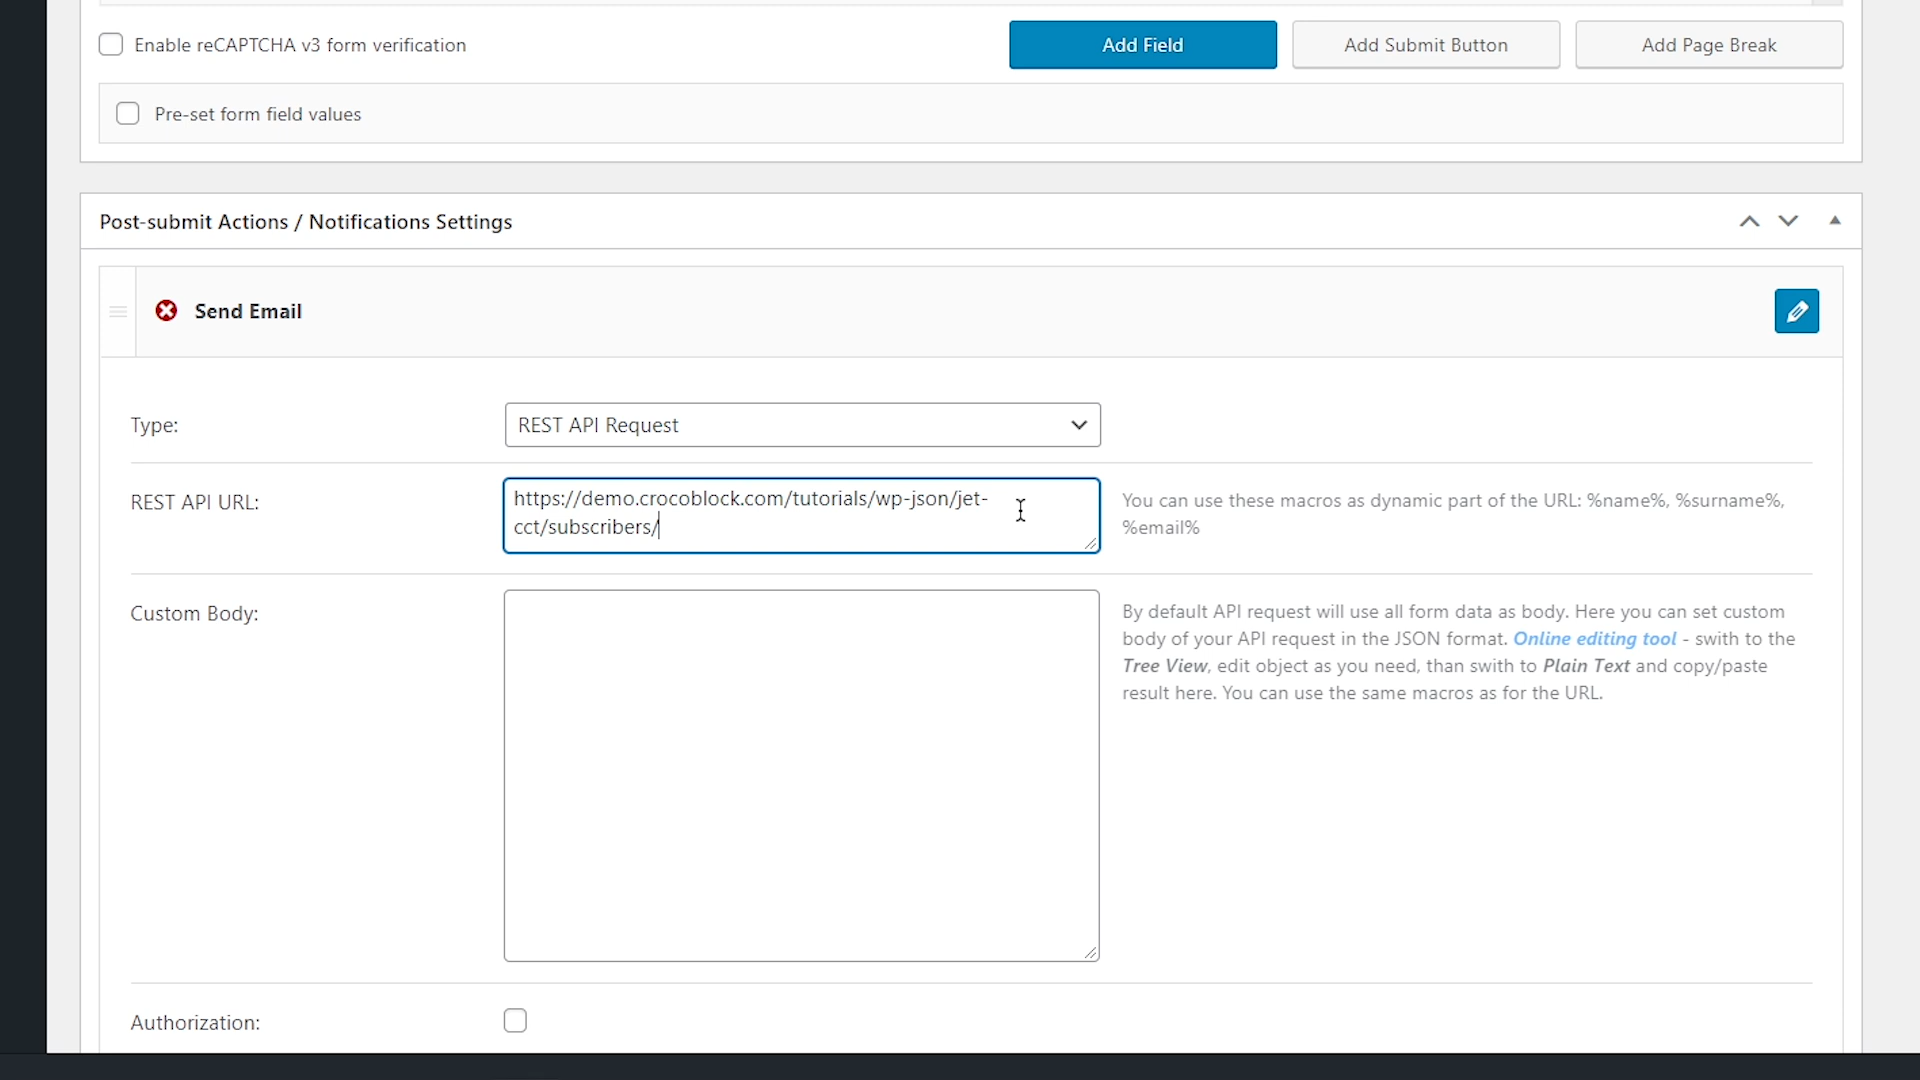 Enable reCAPTCHA v3 form verification
Add Field
Add Submit Button
Add Page Break
Pre-set form field values
Post-submit Actions / Notifications Settings
Send Email
Type:
REST API Request
REST API URL:
https://demo.crocoblock.com/tutorials/wp-json/jet-
cct/subscribers/
You can use these macros as dynamic part of the URL: %name%, %surname%,
%email%
Custom Body:
By default API request will use all form data as body. Here you can set custom
body of your API request in the JSON format. Online editing tool - swith to the
Tree View, edit object as you need, than swith to Plain Text and copy/paste
result here. You can use the same macros as for the URL.
Authorization: